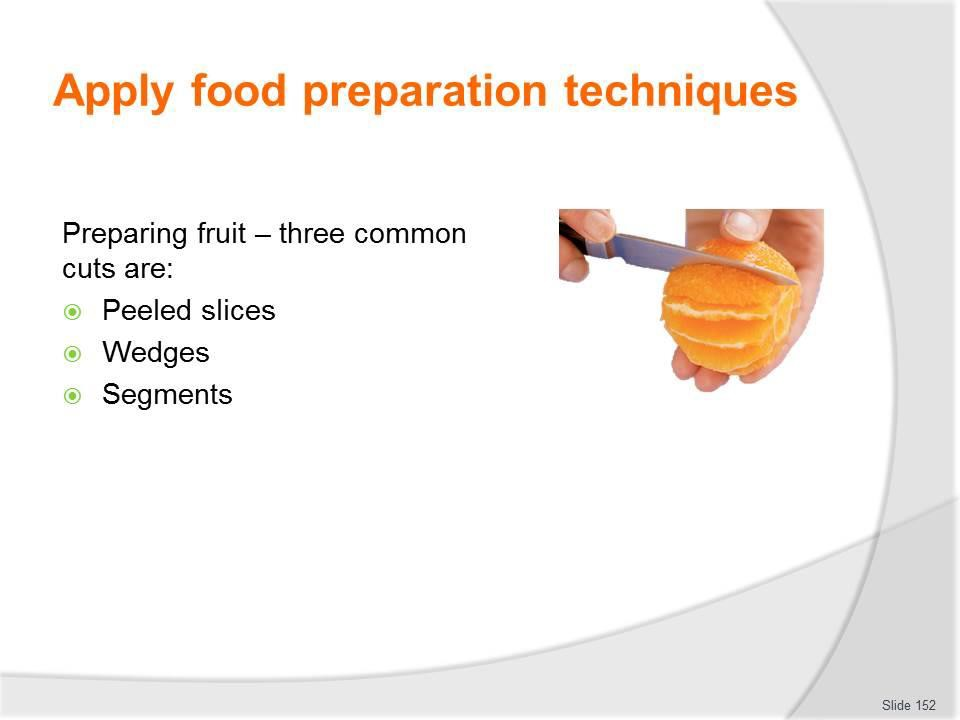 Apply food preparation techniques
Preparing fruit – three common
cuts are:
Peeled slices
Wedges
Segments
Slide 152